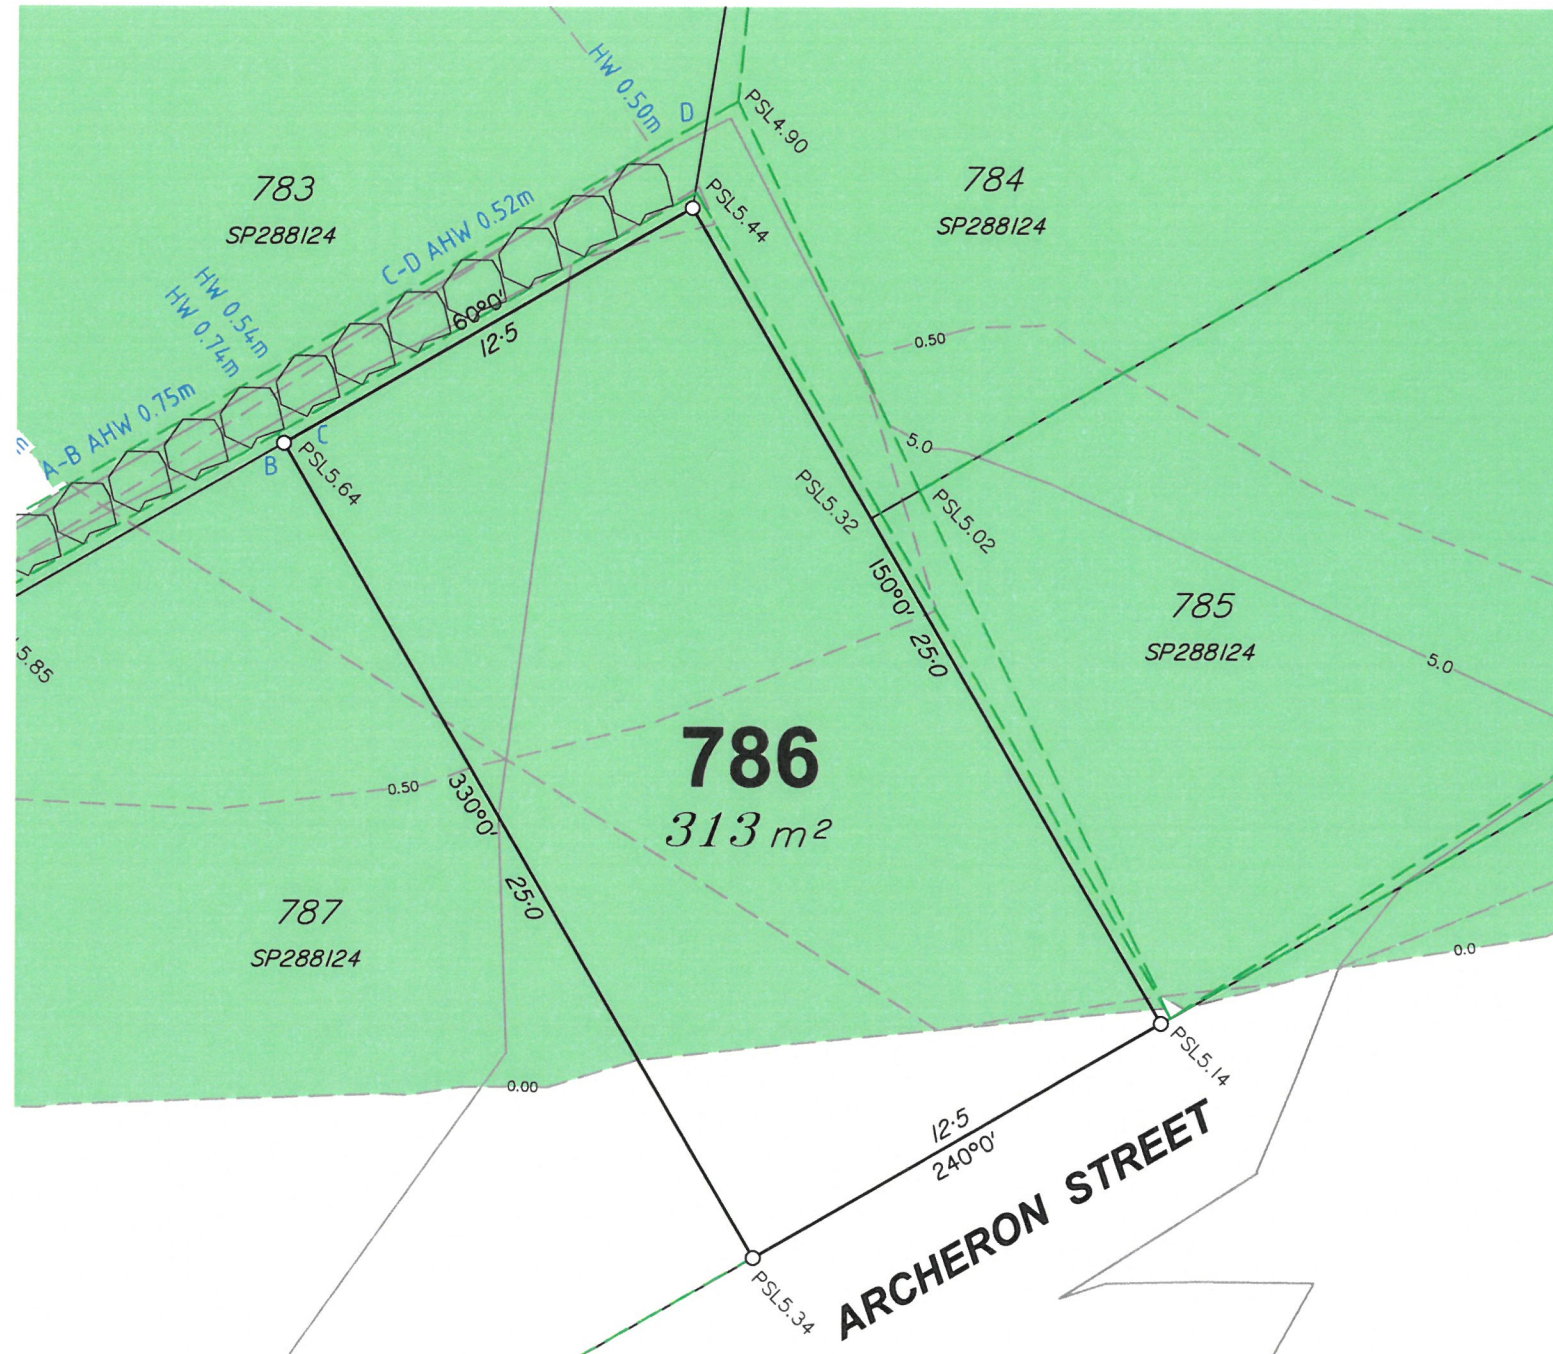 HW 0.50m
D
PSL4.90
783
SP288124
784
SP288124
PSL5.44
C-D AHW 0.52m
HW 0.54m
HW 0.74m
60°0'
12·5
0.50
A-B AHW 0.75m
m
C
B
PSL5.64
5.0
PSL5.32
PSL5.02
150°0'
25·0
785
SP288124
5.0
5.85
786
313 m²
0.50
330°0'
25·0
787
SP288124
0.0
0.00
PSL5.14
12·5
240°0'
PSL5.34
ARCHERON STREET